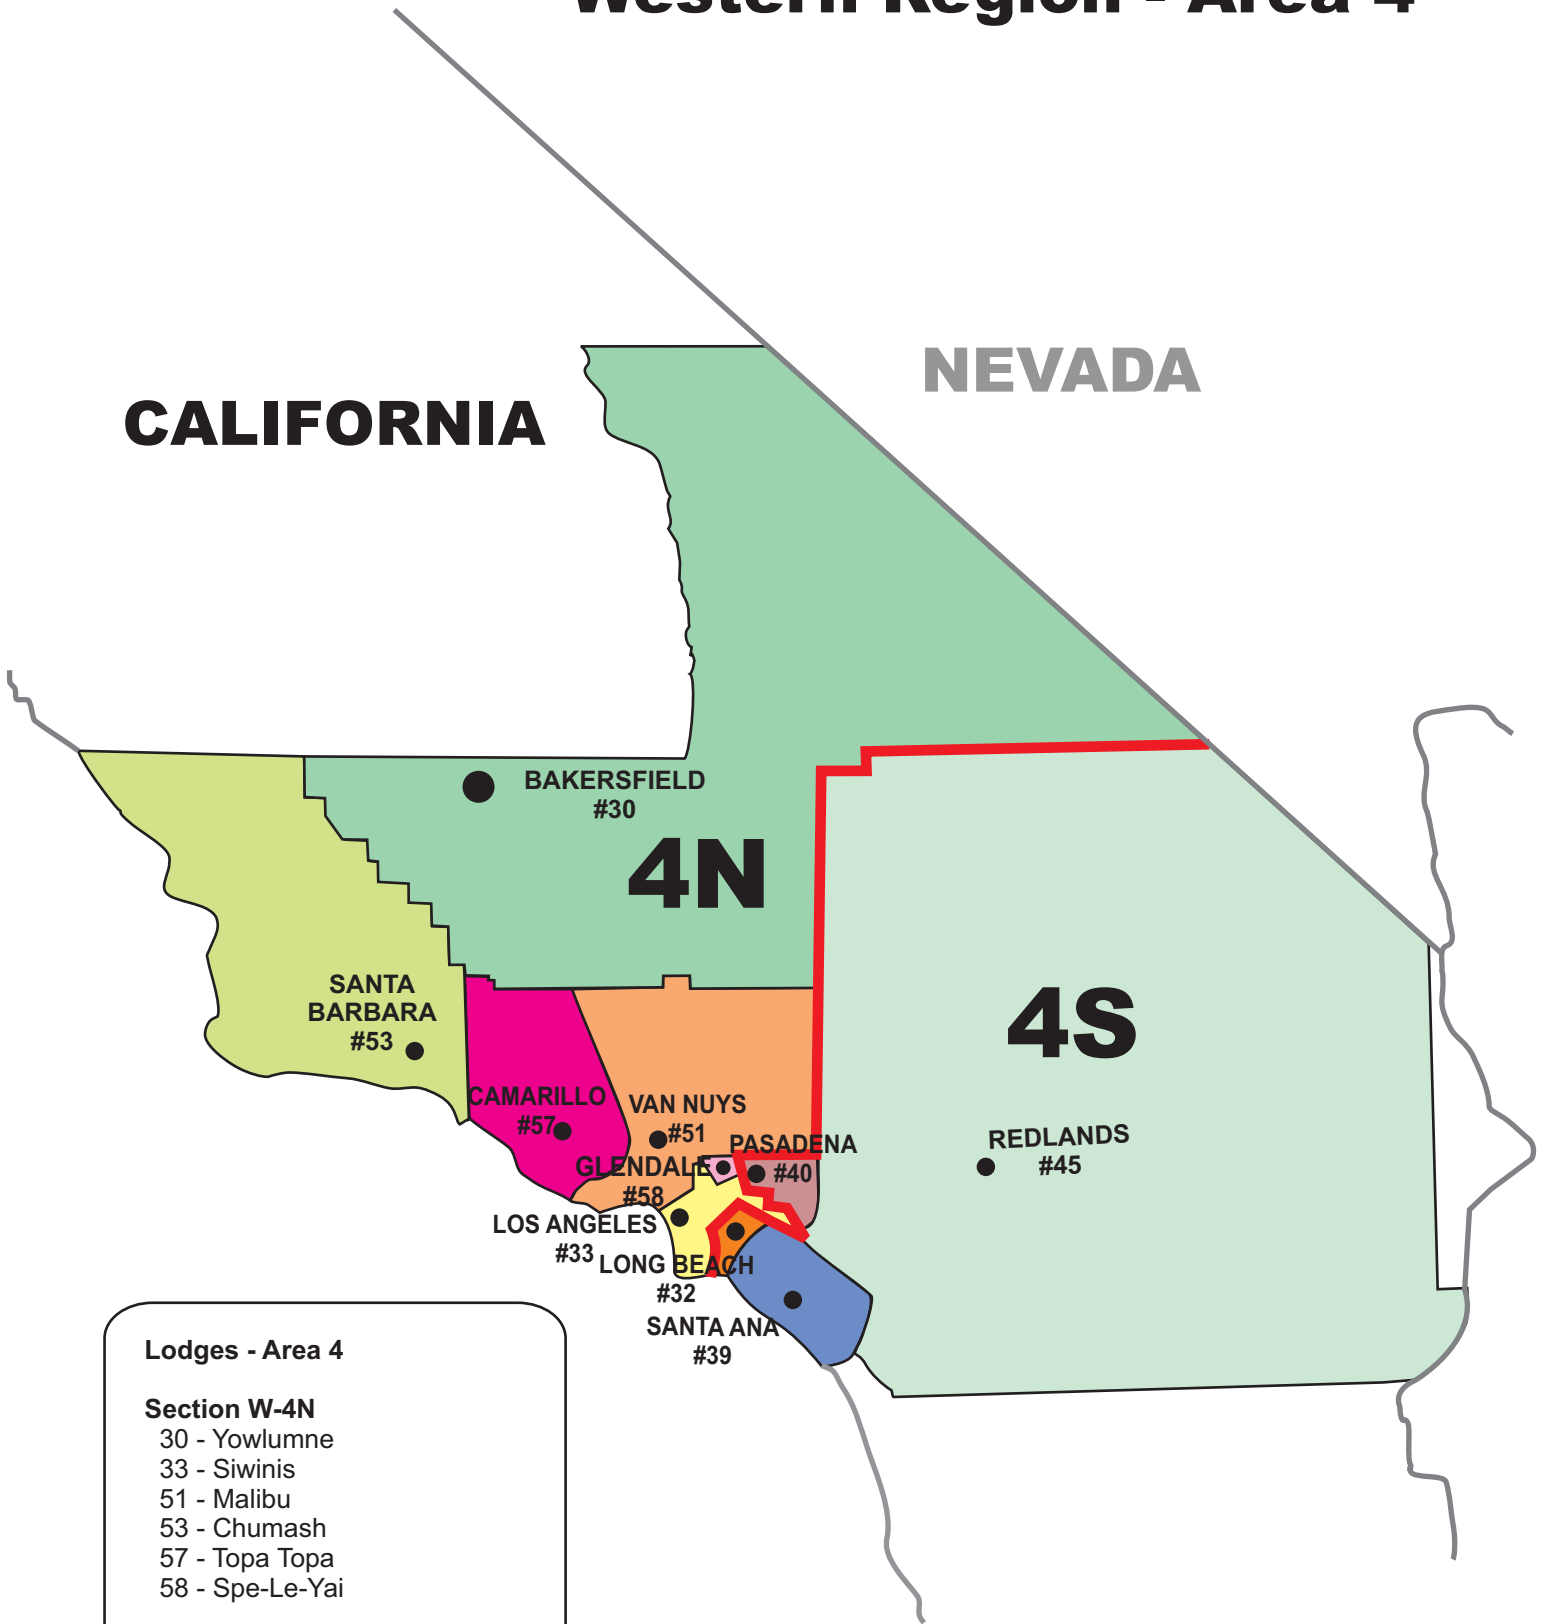 Western Region - Area 4
NEVADA
CALIFORNIA
BAKERSFIELD
#30
4N
SANTA
BARBARA
#53
4S
CAMARILLO
#57
VAN NUYS
#51
PASADENA
#40
REDLANDS
#45
GLENDALE
#58
LOS ANGELES
#33
LONG BEACH
#32
SANTA ANA
#39
Lodges - Area 4
Section W-4N
30 - Yowlumne
33 - Siwinis
51 - Malibu
53 - Chumash
57 - Topa Topa
58 - Spe-Le-Yai